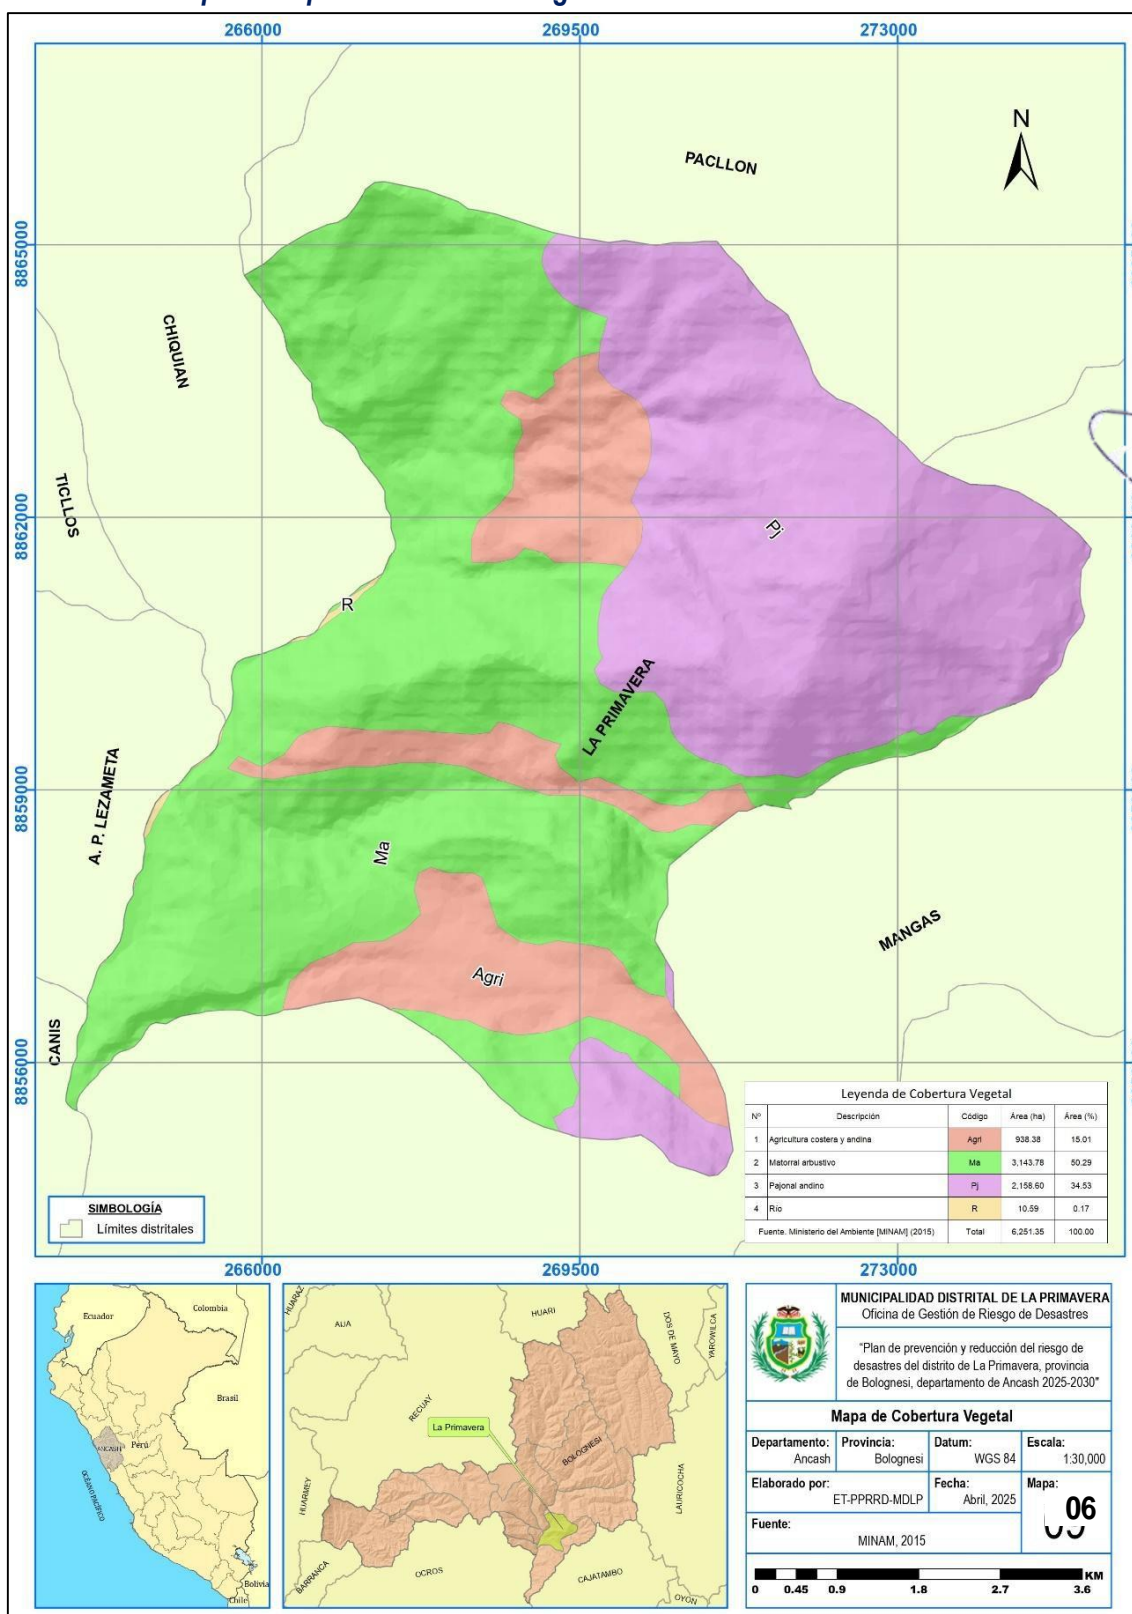 266000
269500
273000
N
PACLLON
8865000
CHIQUIAN
TICLLOS
8862000
Pj
R
LA PRIMAVERA
A. P. LEZAMETA
8859000
Ma
MANGAS
Agri
CANIS
8856000
Leyenda de Cobertura Vegetal
Nº Descripción Código Área (ha) Área (%)
1 Agricultura costera y andina Agri 938.38 15.01
2 Matorral arbustivo Ma 3,143.78 50.29
3 Pajonal andino Pj 2,158.60 34.53
4 Río R 10.59 0.17
Fuente. Ministerio del Ambiente [MINAM] (2015) Total 6,251.35 100.00
SIMBOLOGÍA
Límites distritales
266000
269500
273000
Ecuador
Colombia
Brasil
Perú
OCÉANO PACÍFICO
Bolivia
Chile
HUARAZ
AIJA
HUARI
DOS DE MAYO
YAROWILCA
RECUAY
La Primavera
BOLOGNESI
HUARMEY
LAURICOCHA
BARRANCA
OCROS
CAJATAMBO
OYON
MUNICIPALIDAD DISTRITAL DE LA PRIMAVERA
Oficina de Gestión de Riesgo de Desastres
"Plan de prevención y reducción del riesgo de
desastres del distrito de La Primavera, provincia
de Bolognesi, departamento de Ancash 2025-2030"
Mapa de Cobertura Vegetal
Departamento: Provincia: Datum: Escala:
Ancash Bolognesi WGS 84 1:30,000
Elaborado por: Fecha: Mapa:
ET-PPRRD-MDLP Abril, 2025 06
Fuente:
MINAM, 2015
KM
0 0.45 0.9 1.8 2.7 3.6